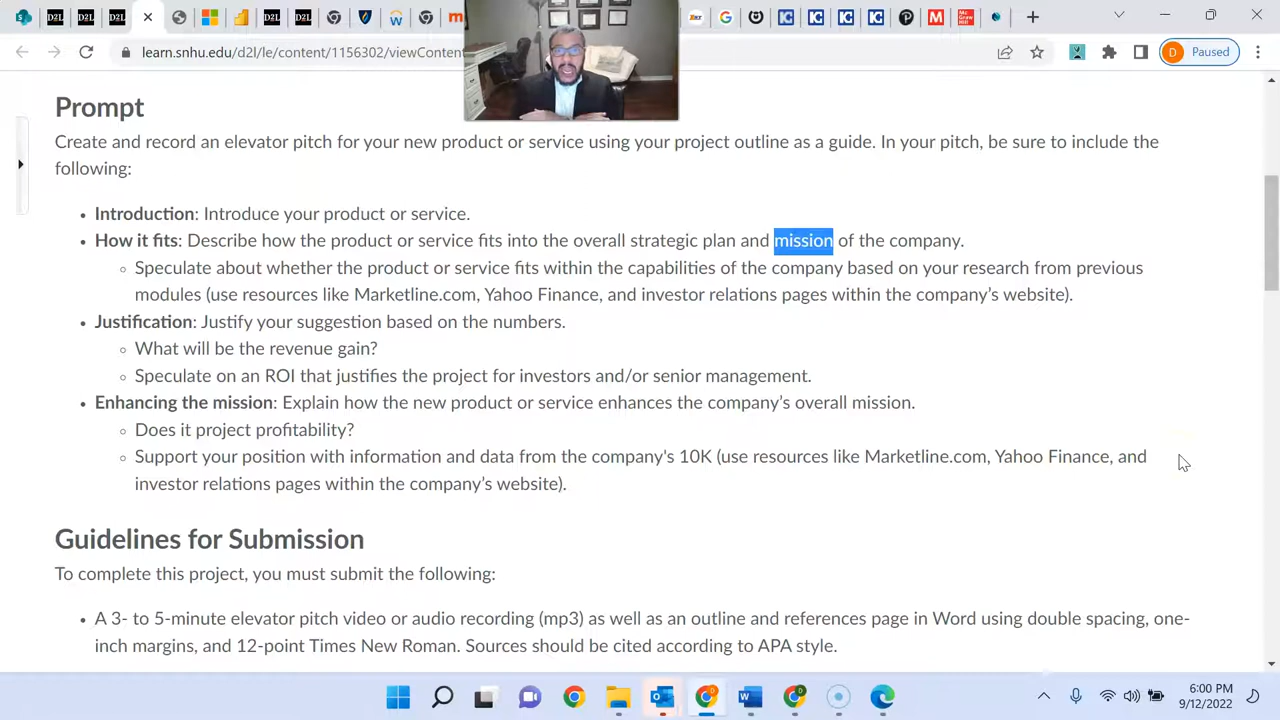 learn.snhu.edu/d2l/le/content/1156302/viewConten
D
Paused
Prompt
Create and record an elevator pitch for your new product or service using your project outline as a guide. In your pitch, be sure to include the
following:
• Introduction: Introduce your product or service.
• How it fits: Describe how the product or service fits into the overall strategic plan and mission of the company.
◦ Speculate about whether the product or service fits within the capabilities of the company based on your research from previous
modules (use resources like Marketline.com, Yahoo Finance, and investor relations pages within the company's website).
• Justification: Justify your suggestion based on the numbers.
◦ What will be the revenue gain?
◦ Speculate on an ROI that justifies the project for investors and/or senior management.
• Enhancing the mission: Explain how the new product or service enhances the company's overall mission.
◦ Does it project profitability?
◦ Support your position with information and data from the company's 10K (use resources like Marketline.com, Yahoo Finance, and
investor relations pages within the company's website).
Guidelines for Submission
To complete this project, you must submit the following:
• A 3- to 5-minute elevator pitch video or audio recording (mp3) as well as an outline and references page in Word using double spacing, one-
inch margins, and 12-point Times New Roman. Sources should be cited according to APA style.
6:00 PM
9/12/2022